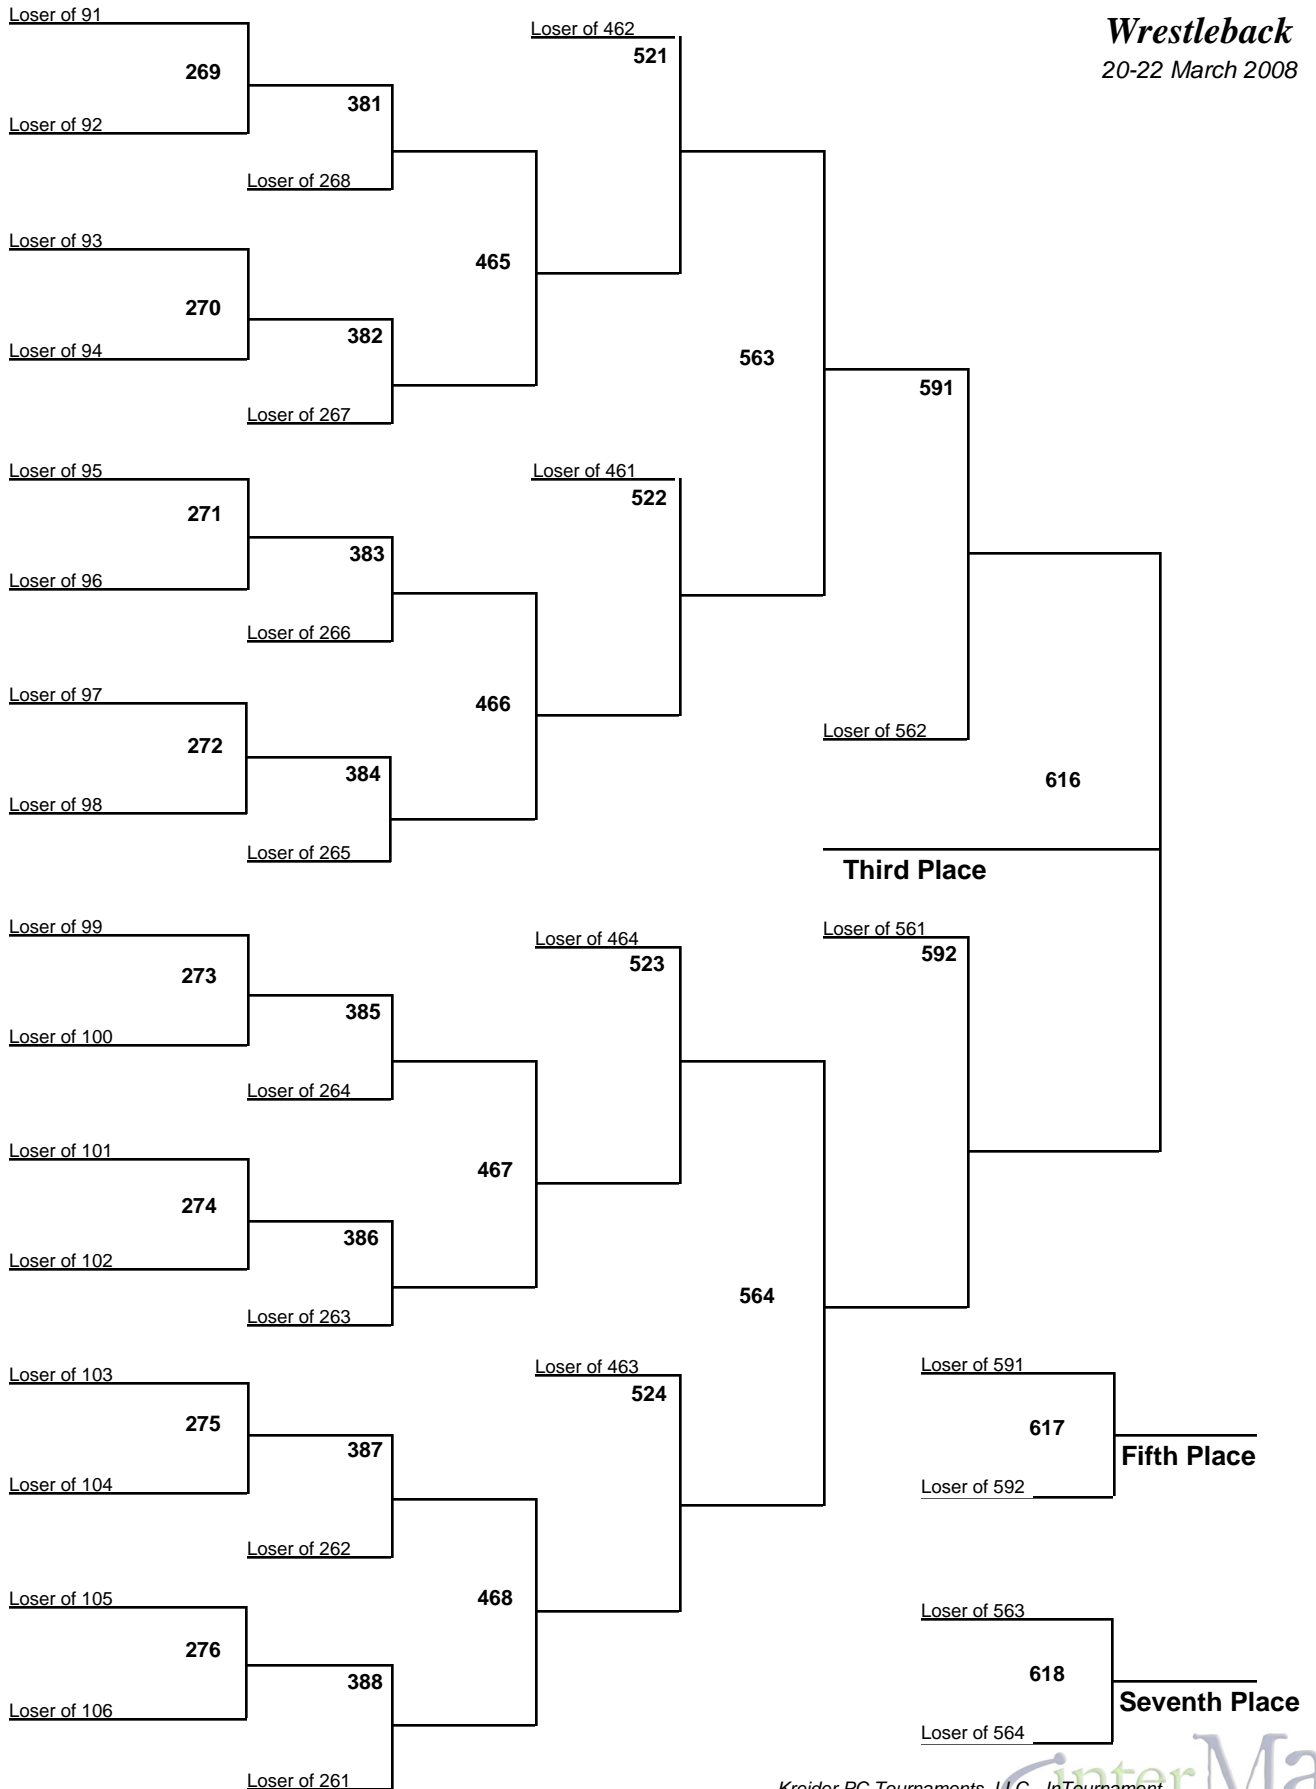 Loser of 91
Loser of 462
Wrestleback
521
20-22 March 2008
269
381
Loser of 92
Loser of 268
Loser of 93
465
270
382
Loser of 94
563
591
Loser of 267
Loser of 95
Loser of 461
522
271
383
Loser of 96
Loser of 266
Loser of 97
466
Loser of 562
272
384
616
Loser of 98
Loser of 265
Third Place
Loser of 99
Loser of 464
Loser of 561
523
592
273
385
Loser of 100
Loser of 264
Loser of 101
467
274
386
Loser of 102
564
Loser of 263
Loser of 103
Loser of 463
Loser of 591
524
275
617
387
Fifth Place
Loser of 104
Loser of 592
Loser of 262
Loser of 105
468
Loser of 563
276
618
388
Seventh Place
Loser of 106
Loser of 564
Loser of 261
interMa
Kreider PC Tournaments, LLC - InTournament